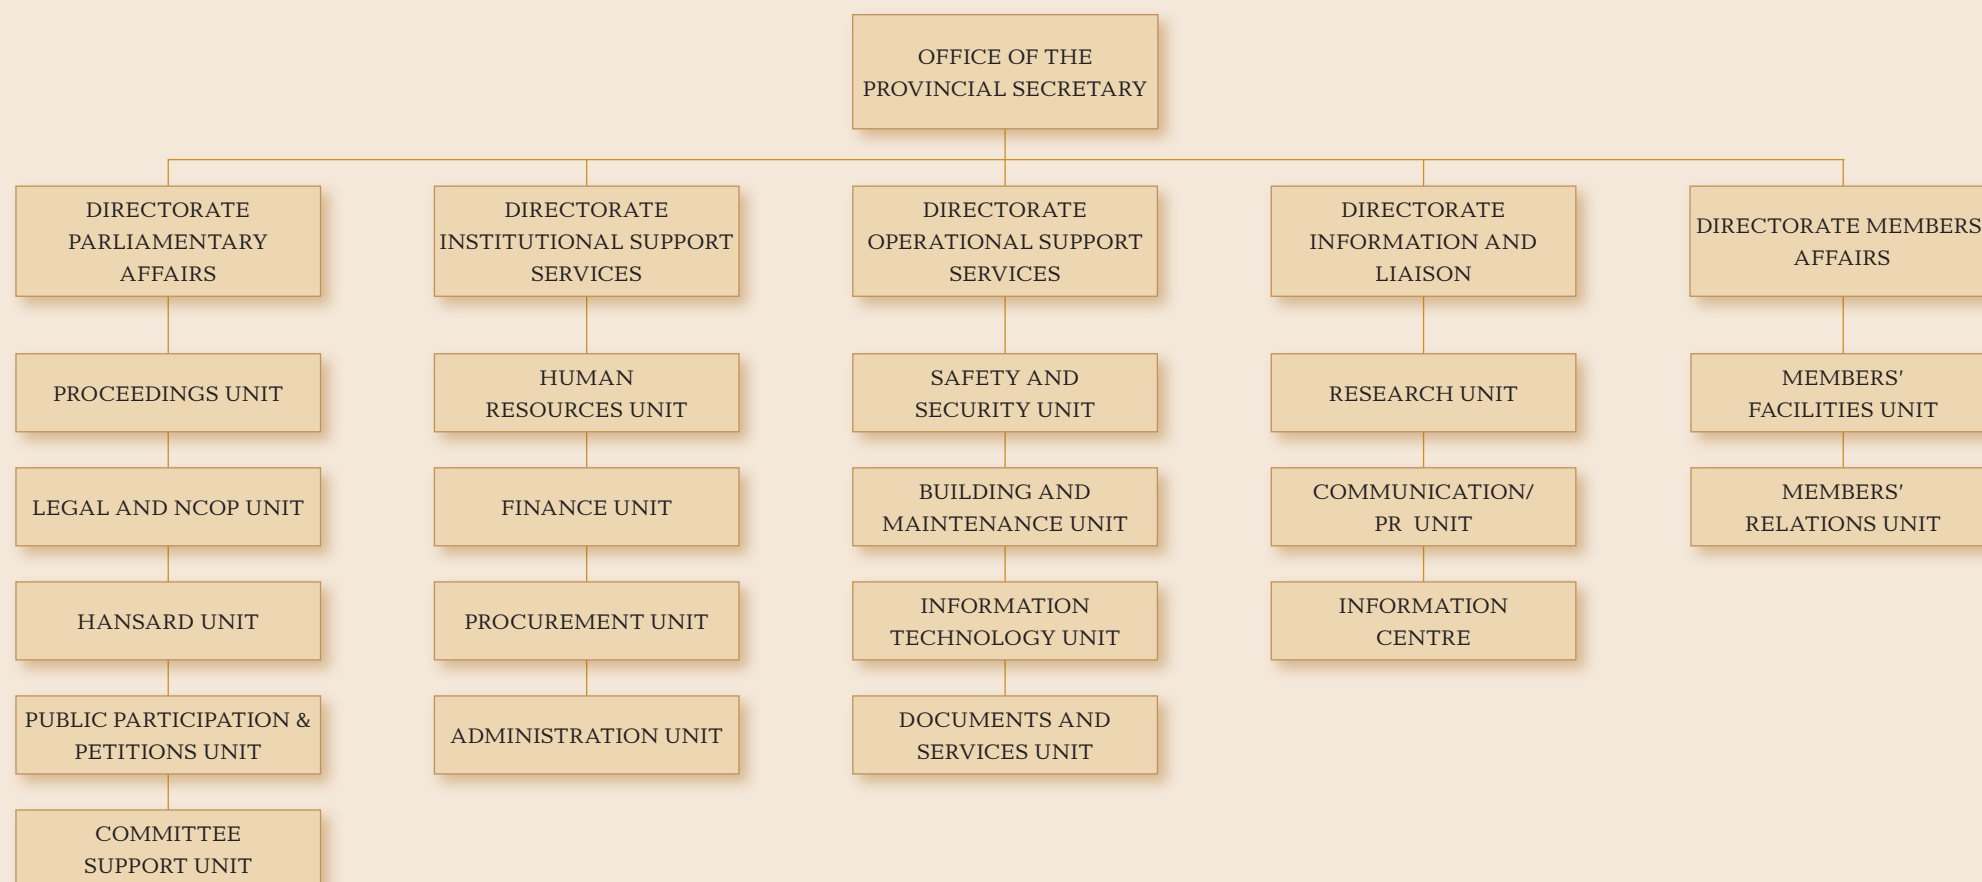 OFFICE OF THE
PROVINCIAL SECRETARY
DIRECTORATE
PARLIAMENTARY
AFFAIRS
PROCEEDINGS UNIT
LEGAL AND NCOP UNIT
HANSARD UNIT
PUBLIC PARTICIPATION &
PETITIONS UNIT
COMMITTEE
SUPPORT UNIT
DIRECTORATE
INSTITUTIONAL SUPPORT
SERVICES
HUMAN
RESOURCES UNIT
FINANCE UNIT
PROCUREMENT UNIT
ADMINISTRATION UNIT
DIRECTORATE
OPERATIONAL SUPPORT
SERVICES
SAFETY AND
SECURITY UNIT
BUILDING AND
MAINTENANCE UNIT
INFORMATION
TECHNOLOGY UNIT
DOCUMENTS AND
SERVICES UNIT
DIRECTORATE
INFORMATION AND
LIAISON
RESEARCH UNIT
COMMUNICATION/
PR UNIT
INFORMATION
CENTRE
DIRECTORATE MEMBERS
AFFAIRS
MEMBERS'
FACILITIES UNIT
MEMBERS'
RELATIONS UNIT